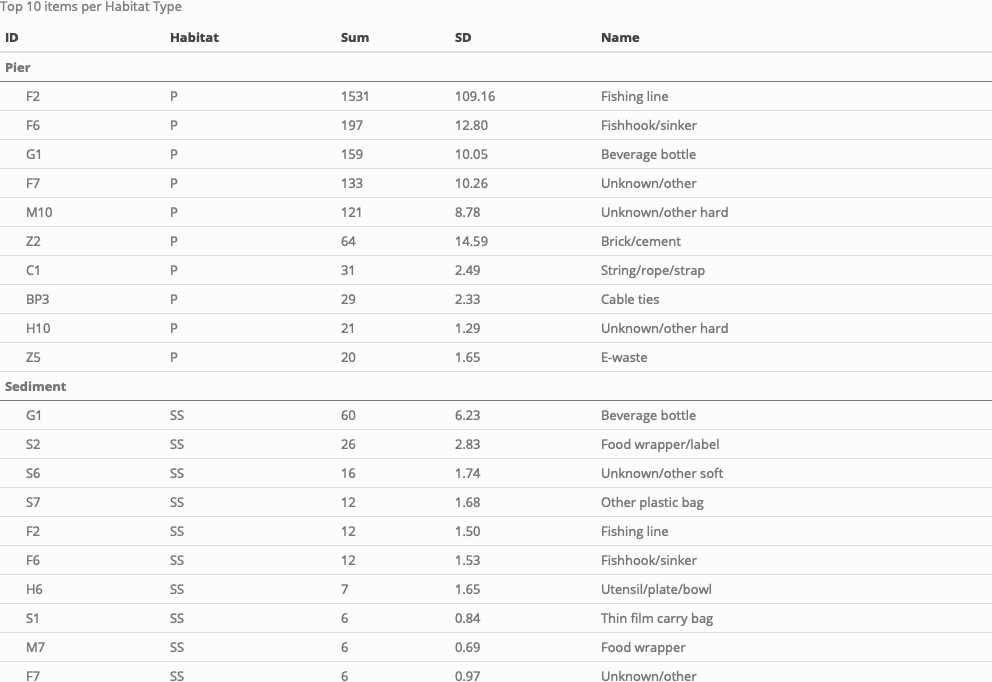 Top 10 items per Habitat Type
ID Habitat Sum SD Name
Pier
F2 P 1531 109.16 Fishing line
F6 P 197 12.80 Fishhook/sinker
G1 P 159 10.05 Beverage bottle
F7 P 133 10.26 Unknown/other
M10 P 121 8.78 Unknown/other hard
Z2 P 64 14.59 Brick/cement
C1 P 31 2.49 String/rope/strap
BP3 P 29 2.33 Cable ties
H10 P 21 1.29 Unknown/other hard
Z5 P 20 1.65 E-waste
Sediment
G1 SS 60 6.23 Beverage bottle
S2 SS 26 2.83 Food wrapper/label
S6 SS 16 1.74 Unknown/other soft
S7 SS 12 1.68 Other plastic bag
F2 SS 12 1.50 Fishing line
F6 SS 12 1.53 Fishhook/sinker
H6 SS 7 1.65 Utensil/plate/bowl
S1 SS 6 0.84 Thin film carry bag
M7 SS 6 0.69 Food wrapper
F7 SS 6 0.97 Unknown/other